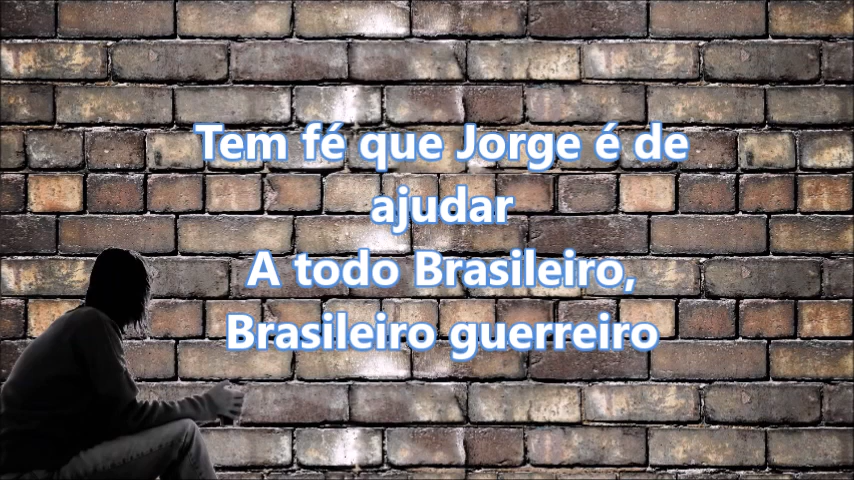 Tem fé que Jorge é de
ajudar
A todo Brasileiro,
Brasileiro guerreiro